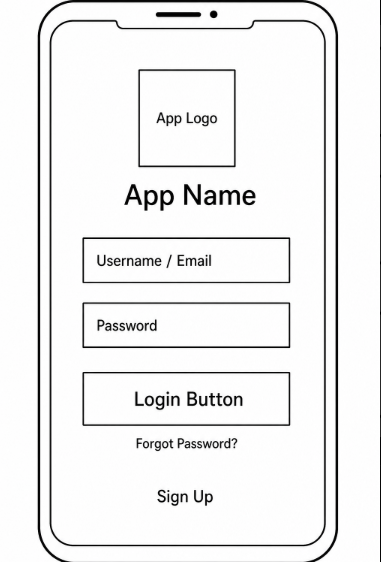 App Logo
App Name
Username / Email
Password
Login Button
Forgot Password?
Sign Up